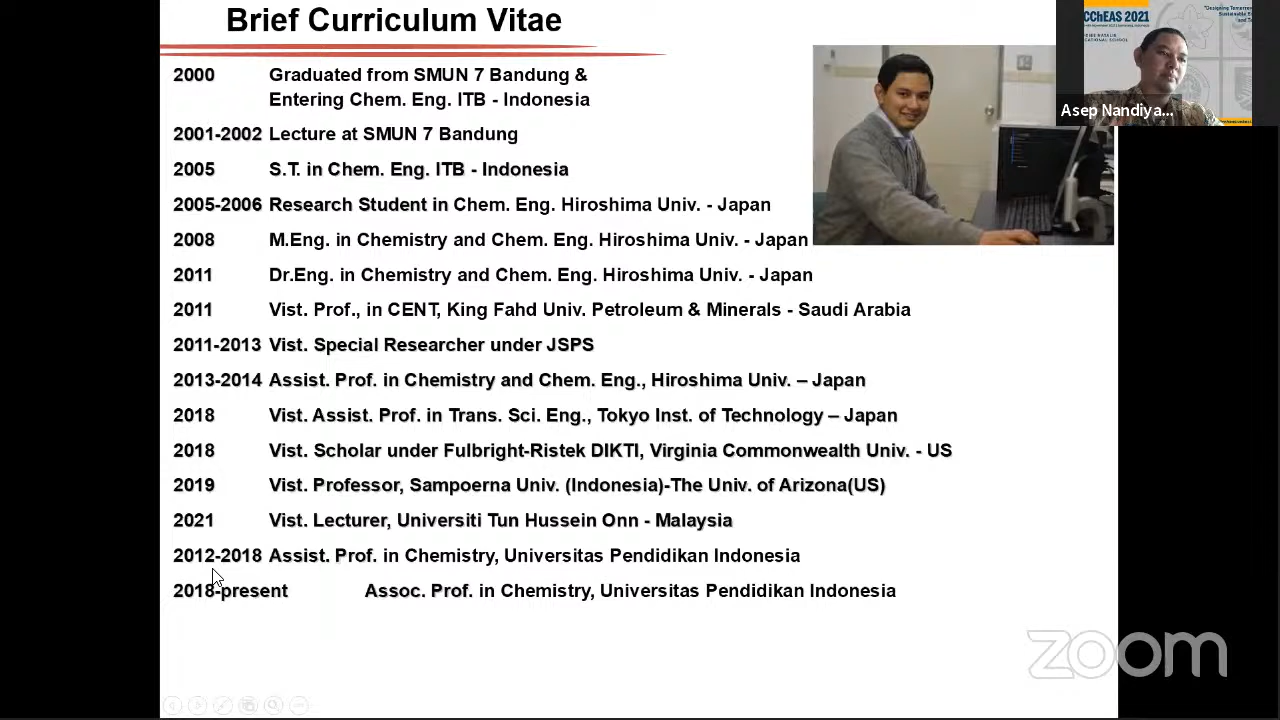 Brief Curriculum Vitae
2000 Graduated from SMUN 7 Bandung &
Entering Chem. Eng. ITB - Indonesia
2001-2002 Lecture at SMUN 7 Bandung
2005 S.T. in Chem. Eng. ITB - Indonesia
2005-2006 Research Student in Chem. Eng. Hiroshima Univ. - Japan
2008 M.Eng. in Chemistry and Chem. Eng. Hiroshima Univ. - Japan
2011 Dr.Eng. in Chemistry and Chem. Eng. Hiroshima Univ. - Japan
2011 Vist. Prof., in CENT, King Fahd Univ. Petroleum & Minerals - Saudi Arabia
2011-2013 Vist. Special Researcher under JSPS
2013-2014 Assist. Prof. in Chemistry and Chem. Eng., Hiroshima Univ. – Japan
2018 Vist. Assist. Prof. in Trans. Sci. Eng., Tokyo Inst. of Technology – Japan
2018 Vist. Scholar under Fulbright-Ristek DIKTI, Virginia Commonwealth Univ. - US
2019 Vist. Professor, Sampoerna Univ. (Indonesia)-The Univ. of Arizona(US)
2021 Vist. Lecturer, Universiti Tun Hussein Onn - Malaysia
2012-2018 Assist. Prof. in Chemistry, Universitas Pendidikan Indonesia
2018-present Assoc. Prof. in Chemistry, Universitas Pendidikan Indonesia
CChEAS 2021
"Designing Tomorrow
Asep Nandiya...
zoom